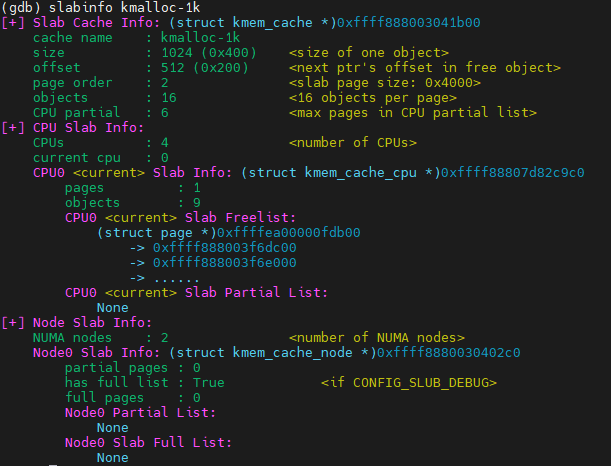 (gdb) slabinfo kmalloc-1k
[+] Slab Cache Info: (struct kmem_cache *)0xffff888003041b00
cache name : kmalloc-1k
size : 1024 (0x400) <size of one object>
offset : 512 (0x200) <next ptr's offset in free object>
page order : 2 <slab page size: 0x4000>
objects : 16 <16 objects per page>
CPU partial : 6 <max pages in CPU partial list>
[+] CPU Slab Info:
CPUs : 4 <number of CPUs>
current cpu : 0
CPU0 <current> Slab Info: (struct kmem_cache_cpu *)0xffff88807d82c9c0
pages : 1
objects : 9
CPU0 <current> Slab Freelist:
(struct page *)0xffffea00000fdb00
-> 0xffff888003f6dc00
-> 0xffff888003f6e000
-> ......
CPU0 <current> Slab Partial List:
None
[+] Node Slab Info:
NUMA nodes : 2 <number of NUMA nodes>
Node0 Slab Info: (struct kmem_cache_node *)0xffff8880030402c0
partial pages : 0
has full list : True <if CONFIG_SLUB_DEBUG>
full pages : 0
Node0 Partial List:
None
Node0 Slab Full List:
None